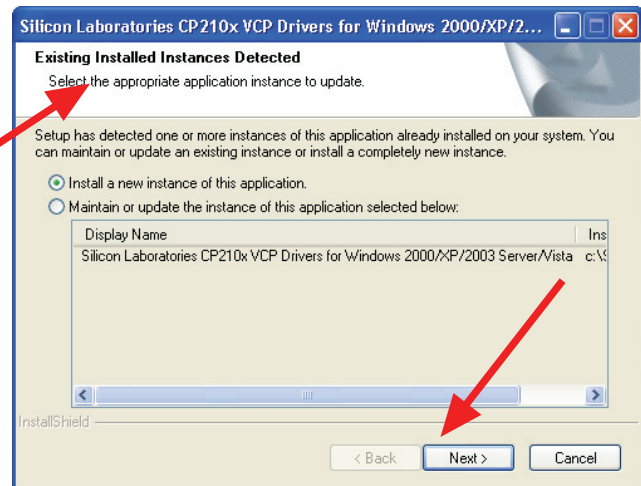 Silicon Laboratories CP210x VCP Drivers for Windows 2000/XP/2...
Existing Installed Instances Detected
Select the appropriate application instance to update.
Setup has detected one or more instances of this application already installed on your system. You
can maintain or update an existing instance or install a completely new instance.
Install a new instance of this application.
Maintain or update the instance of this application selected below:
Display Name Ins
Silicon Laboratories CP210x VCP Drivers for Windows 2000/XP/2003 Server/Vista c:\S
InstallShield
< Back Next > Cancel